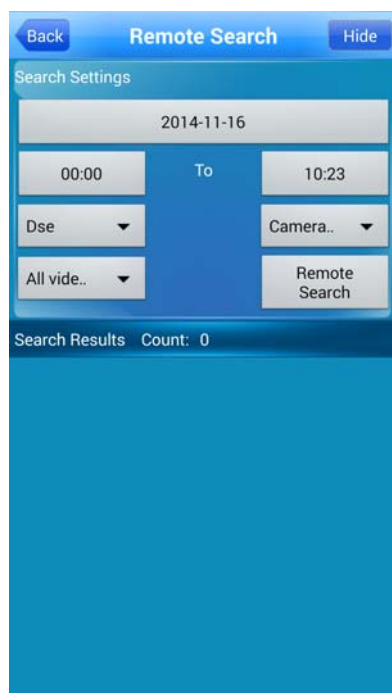 Back Remote Search Hide
Search Settings
2014-11-16
00:00 To 10:23
Dse Camera..
All vide.. Remote
Search
Search Results Count: 0